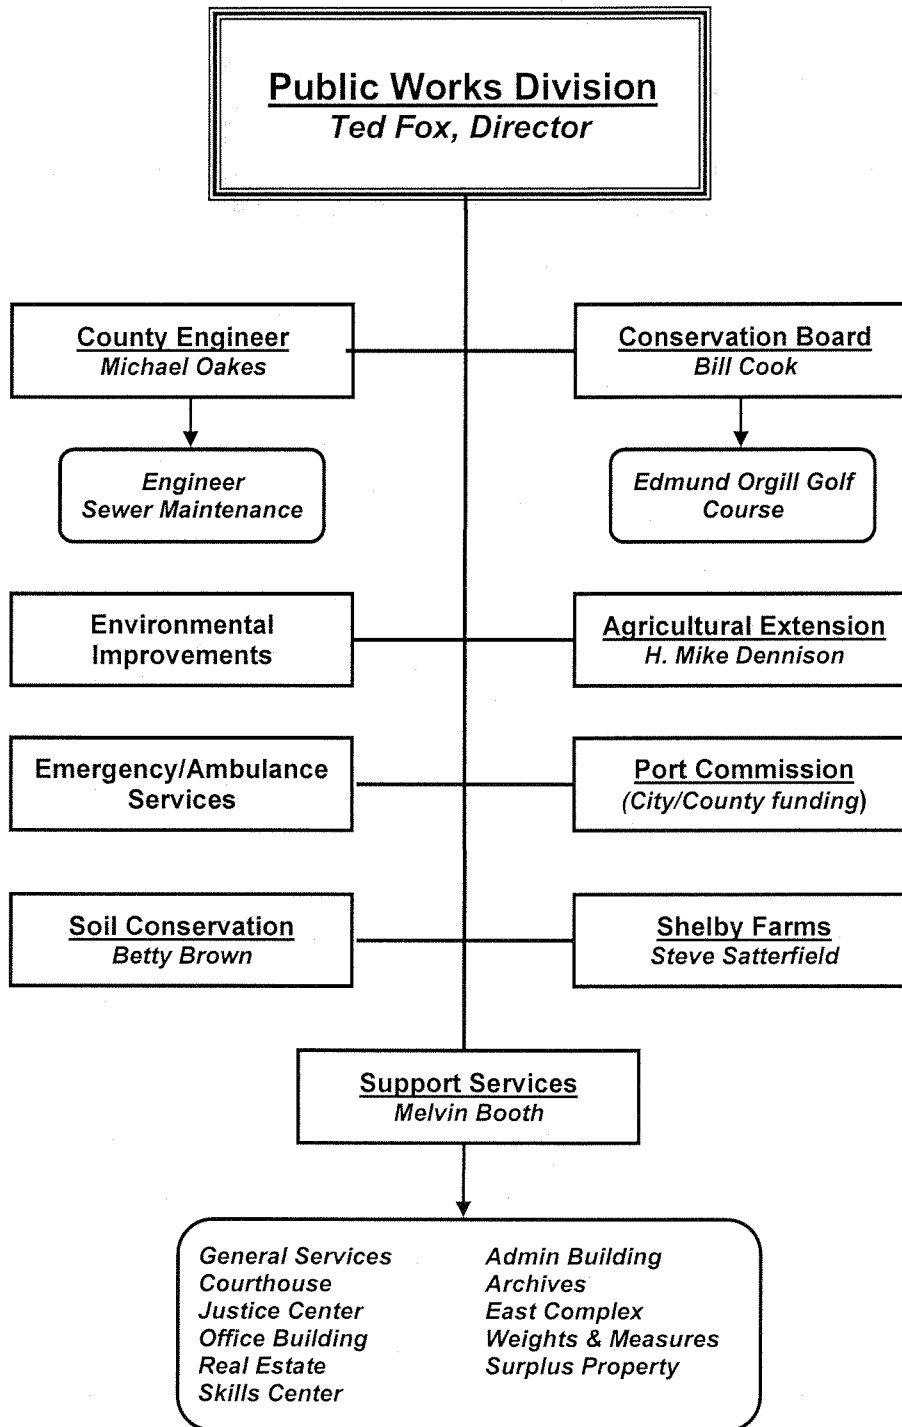 Public Works Division
Ted Fox, Director
County Engineer
Michael Oakes
Conservation Board
Bill Cook
Engineer
Sewer Maintenance
Edmund Orgill Golf
Course
Environmental
Improvements
Agricultural Extension
H. Mike Dennison
Emergency/Ambulance
Services
Port Commission
(City/County funding)
Soil Conservation
Betty Brown
Shelby Farms
Steve Satterfield
Support Services
Melvin Booth
General Services
Courthouse
Justice Center
Office Building
Real Estate
Skills Center
Admin Building
Archives
East Complex
Weights & Measures
Surplus Property